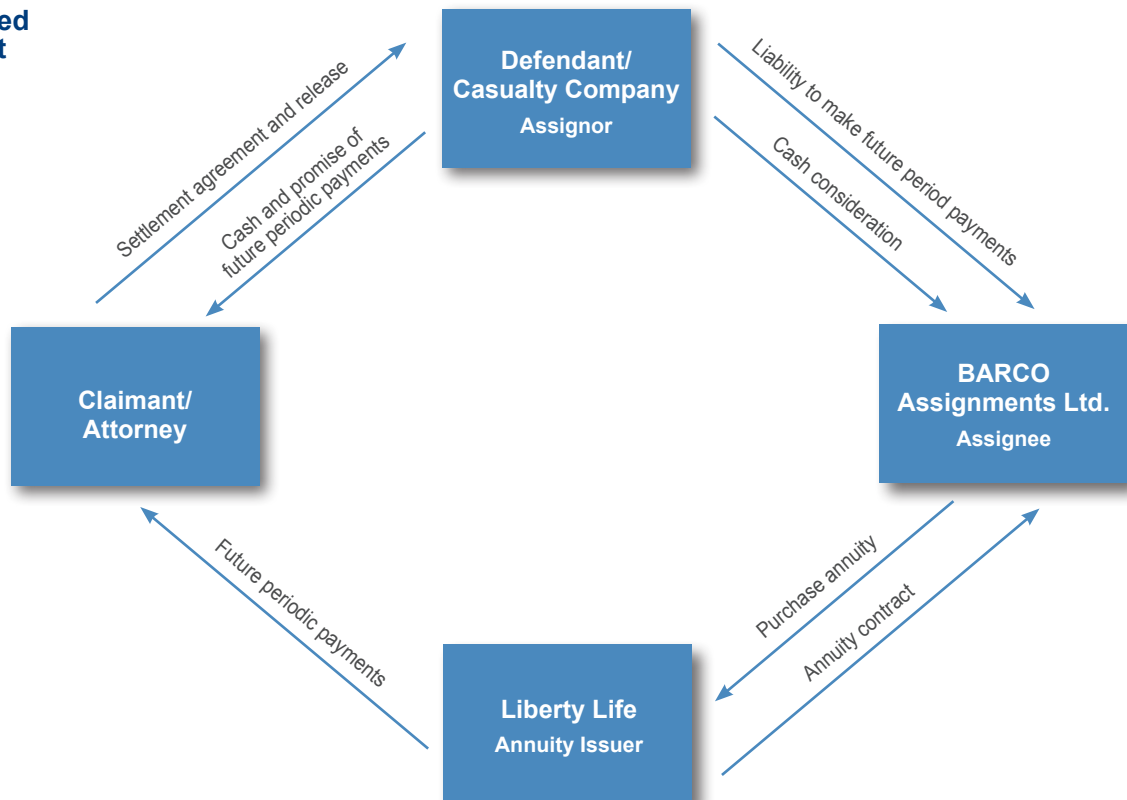 Defendant/
Casualty Company
Assignor
Settlement agreement and release
Cash and promise of
future periodic payments
Liability to make future period payments
Cash consideration
Claimant/
Attorney
BARCO
Assignments Ltd.
Assignee
Future periodic payments
Purchase annuity
Annuity contract
Liberty Life
Annuity Issuer